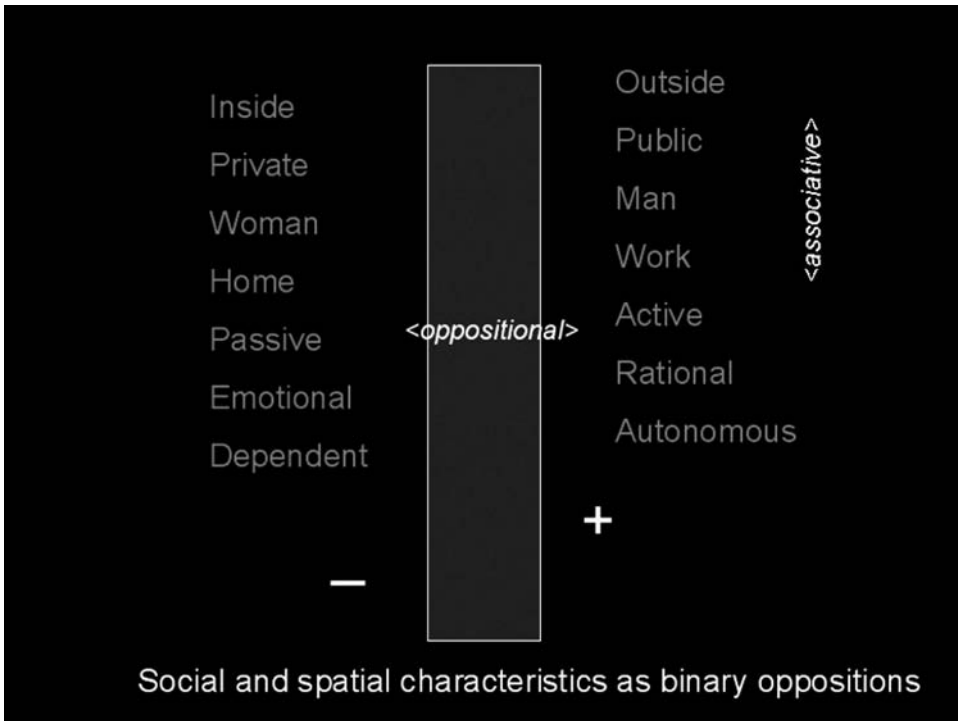 Inside
Private
Woman
Home
Passive
Emotional
Dependent
<oppositional>
Outside
Public
Man
Work
Active
Rational
Autonomous
<associative>
+
–
Social and spatial characteristics as binary oppositions